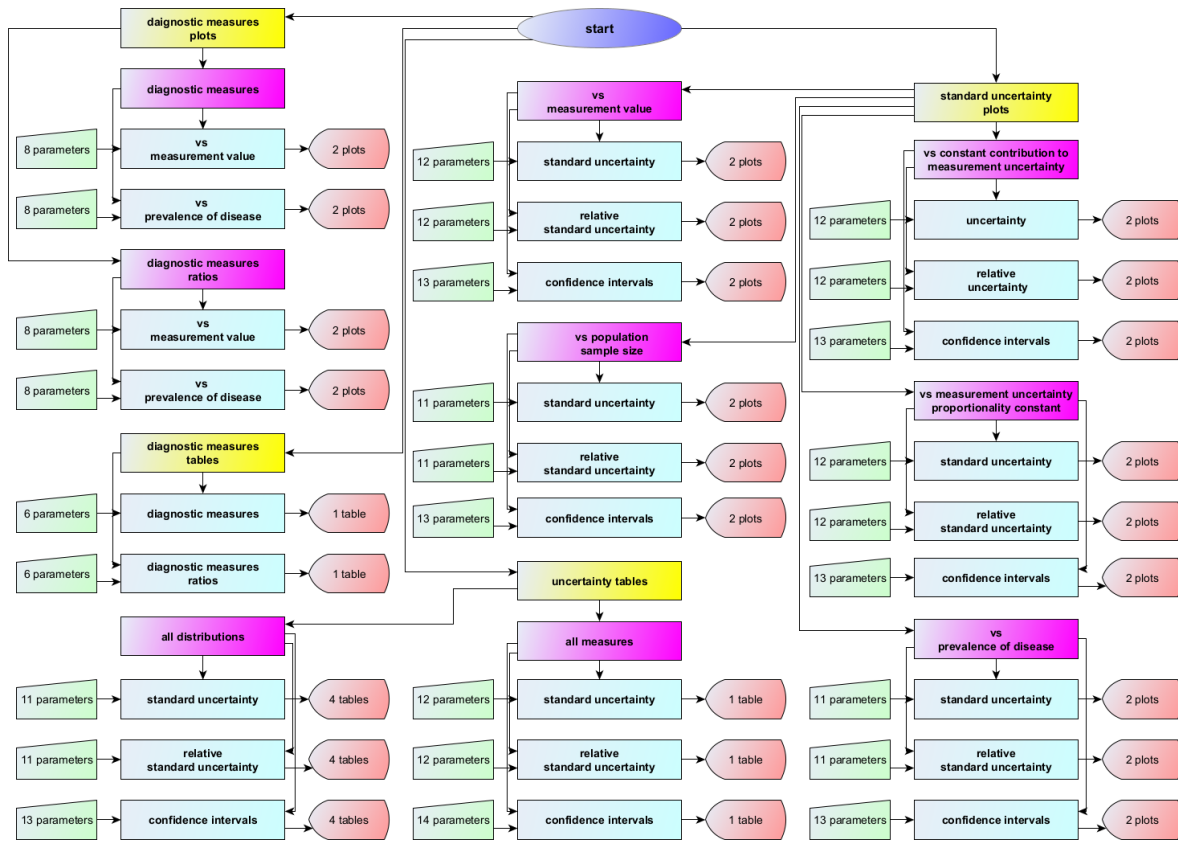 start
daignostic measures
plots
diagnostic measures
8 parameters
vs
measurement value
2 plots
8 parameters
vs
prevalence of disease
2 plots
diagnostic measures
ratios
8 parameters
vs
measurement value
2 plots
8 parameters
vs
prevalence of disease
2 plots
diagnostic measures
tables
6 parameters
diagnostic measures
1 table
6 parameters
diagnostic measures
ratios
1 table
all distributions
11 parameters
standard uncertainty
4 tables
11 parameters
relative
standard uncertainty
4 tables
13 parameters
confidence intervals
4 tables
vs
measurement value
12 parameters
standard uncertainty
2 plots
12 parameters
relative
standard uncertainty
2 plots
13 parameters
confidence intervals
2 plots
vs population
sample size
11 parameters
standard uncertainty
2 plots
11 parameters
relative
standard uncertainty
2 plots
13 parameters
confidence intervals
2 plots
uncertainty tables
all measures
12 parameters
standard uncertainty
1 table
12 parameters
relative
standard uncertainty
1 table
14 parameters
confidence intervals
1 table
standard uncertainty
plots
vs constant contribution to
measurement uncertainty
12 parameters
uncertainty
2 plots
12 parameters
relative
uncertainty
2 plots
13 parameters
confidence intervals
2 plots
vs measurement uncertainty
proportionality constant
12 parameters
standard uncertainty
2 plots
12 parameters
relative
standard uncertainty
2 plots
13 parameters
confidence intervals
2 plots
vs
prevalence of disease
11 parameters
standard uncertainty
2 plots
11 parameters
relative
standard uncertainty
2 plots
13 parameters
confidence intervals
2 plots